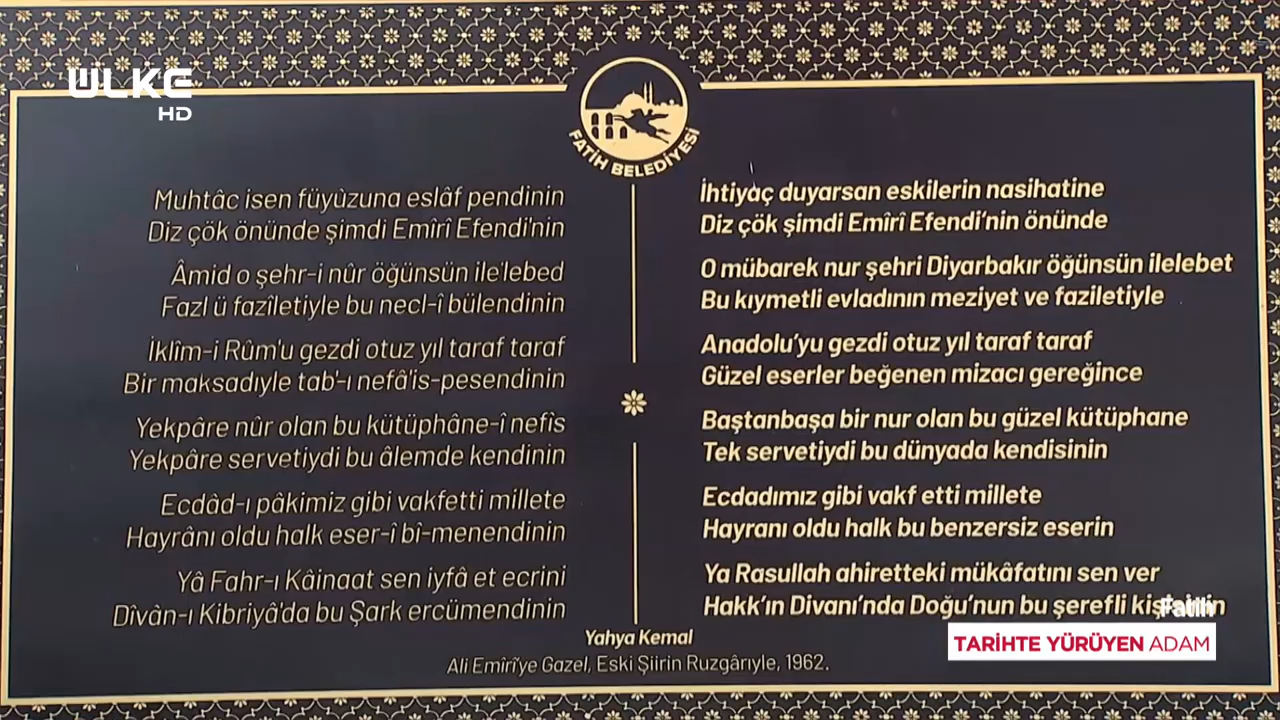 ÜLKE
HD
FATİH BELEDİYESİ
Muhtâc isen füyùzuna eslâf pendinin
Diz çök önünde şimdi Emîrî Efendi'nin
Âmid o şehr-i nûr öğünsün ile'lebed
Fazl ü fazîletiyle bu necl-î bülendinin
İklîm-i Rûm'u gezdi otuz yıl taraf taraf
Bir maksadıyle tab'-ı nefâ'is-pesendinin
Yekpâre nûr olan bu kütüphâne-î nefîs
Yekpâre servetiydi bu âlemde kendinin
Ecdàd-ı pâkimiz gibi vakfetti millete
Hayrânı oldu halk eser-î bî-menendinin
Yâ Fahr-ı Kâinaat sen iyfâ et ecrini
Dîvàn-ı Kibriyâ'da bu Şark ercümendinin
İhtiyaç duyarsan eskilerin nasihatine
Diz çök şimdi Emîrî Efendi'nin önünde
O mübarek nur şehri Diyarbakır öğünsün ilelebet
Bu kıymetli evladının meziyet ve faziletiyle
Anadolu'yu gezdi otuz yıl taraf taraf
Güzel eserler beğenen mizacı gereğince
Baştanbaşa bir nur olan bu güzel kütüphane
Tek servetiydi bu dünyada kendisinin
Ecdadımız gibi vakf etti millete
Hayranı oldu halk bu benzersiz eserin
Ya Rasullah ahiretteki mükâfatını sen ver
Hakk'ın Divanı'nda Doğu'nun bu şerefli
Yahya Kemal
Ali Emîrî'ye Gazel, Eski Şiirin Ruzgârıyle, 1962.
Fatih
TARİHTE YÜRÜYEN ADAM